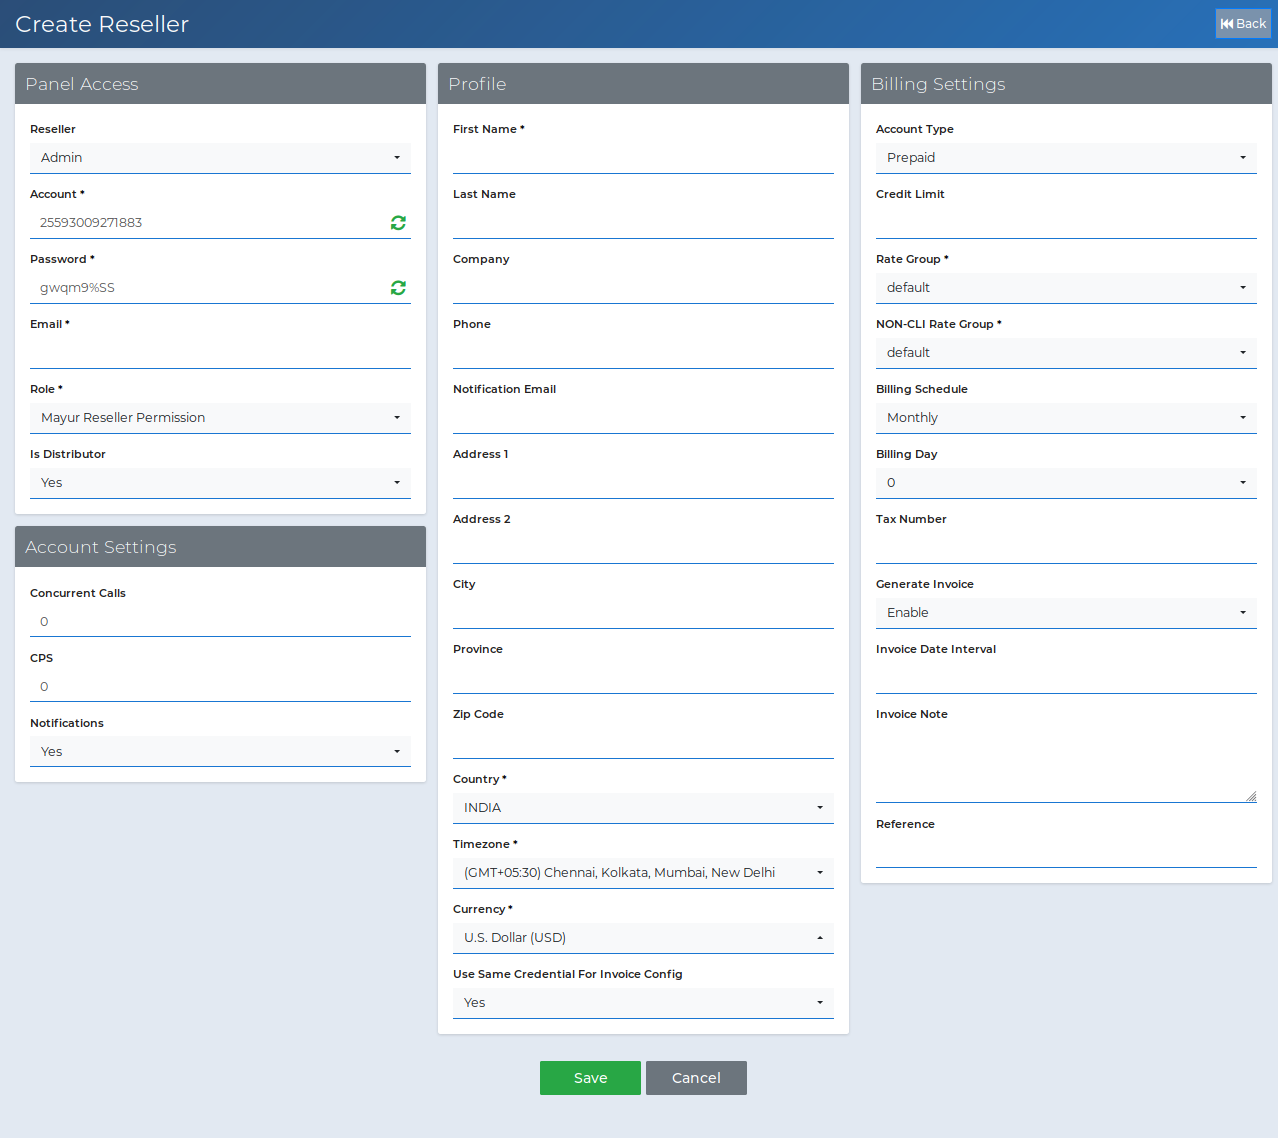 Create Reseller
Back
Panel Access
Reseller
Admin
Account *
25593009271883
Password *
gwqm9%SS
Email *
Role *
Mayur Reseller Permission
Is Distributor
Yes
Account Settings
Concurrent Calls
0
CPS
0
Notifications
Yes
Profile
First Name *
Last Name
Company
Phone
Notification Email
Address 1
Address 2
City
Province
Zip Code
Country *
INDIA
Timezone *
(GMT+05:30) Chennai, Kolkata, Mumbai, New Delhi
Currency *
U.S. Dollar (USD)
Use Same Credential For Invoice Config
Yes
Billing Settings
Account Type
Prepaid
Credit Limit
Rate Group *
default
NON-CLI Rate Group *
default
Billing Schedule
Monthly
Billing Day
0
Tax Number
Generate Invoice
Enable
Invoice Date Interval
Invoice Note
Reference
Save
Cancel